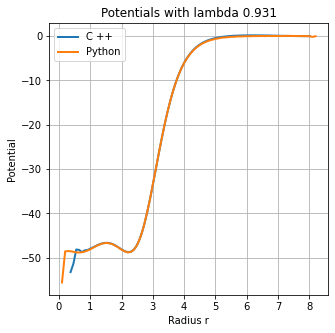 Potentials with lambda 0.931
C ++
Python
0
−10
−20
−30
−40
−50
Potential
0 1 2 3 4 5 6 7 8
Radius r